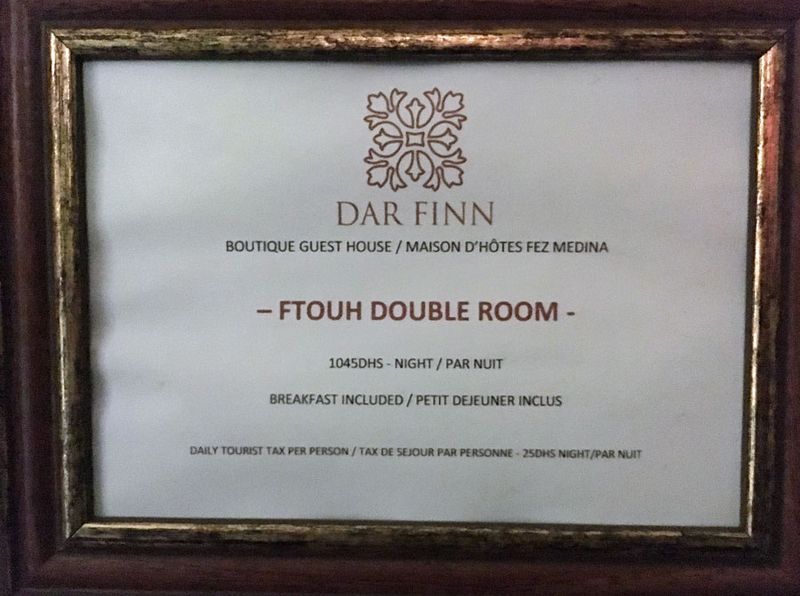 DAR FINN
BOUTIQUE GUEST HOUSE / MAISON D'HÔTES FEZ MEDINA
– FTOUH DOUBLE ROOM -
1045DHS - NIGHT / PAR NUIT
BREAKFAST INCLUDED / PETIT DEJEUNER INCLUS
DAILY TOURIST TAX PER PERSON / TAX DE SEJOUR PAR PERSONNE - 25DHS NIGHT/PAR NUIT